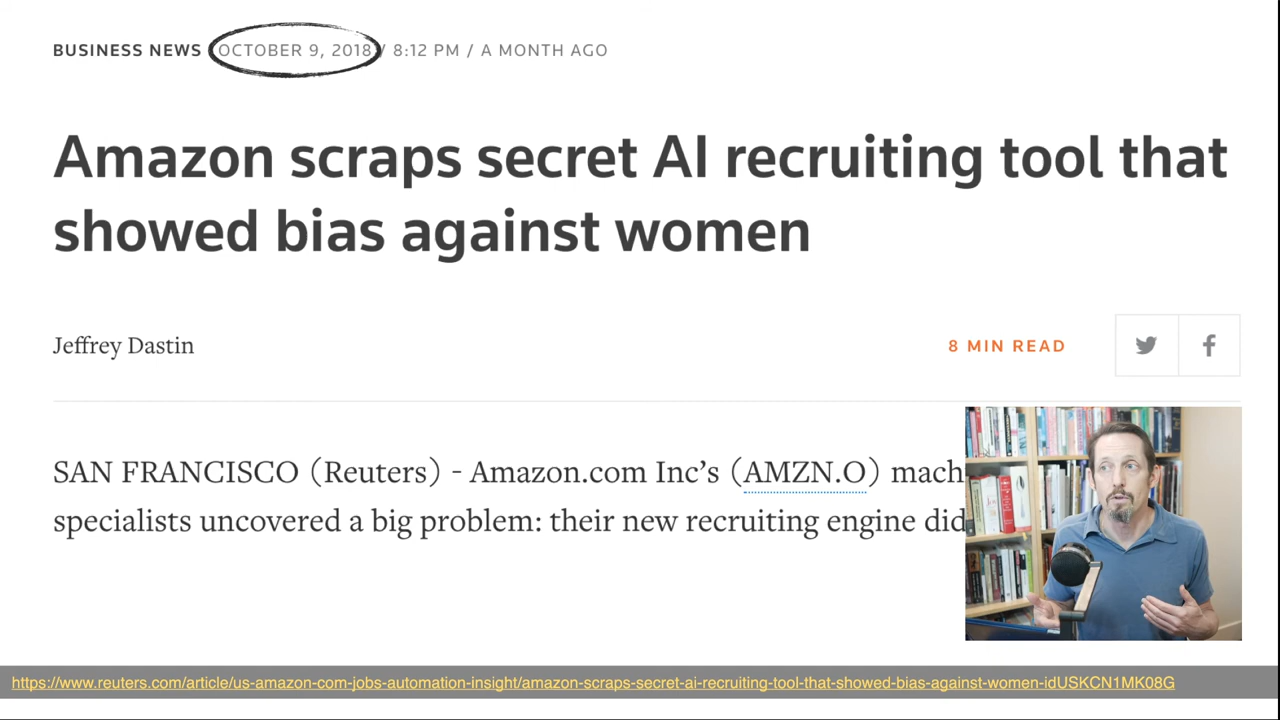 BUSINESS NEWS OCTOBER 9, 2018 / 8:12 PM / A MONTH AGO
Amazon scraps secret AI recruiting tool that
showed bias against women
Jeffrey Dastin
8 MIN READ
SAN FRANCISCO (Reuters) - Amazon.com Inc’s (AMZN.O) mach
specialists uncovered a big problem: their new recruiting engine did
https://www.reuters.com/article/us-amazon-com-jobs-automation-insight/amazon-scraps-secret-ai-recruiting-tool-that-showed-bias-against-women-idUSKCN1MK08G